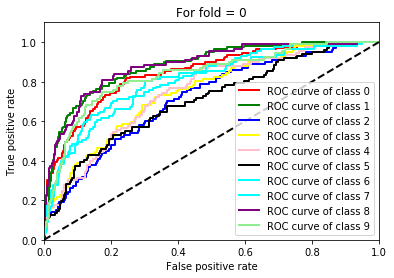 For fold = 0
1.0
0.8
0.6
0.4
0.2
0.0
True positive rate
ROC curve of class 0
ROC curve of class 1
ROC curve of class 2
ROC curve of class 3
ROC curve of class 4
ROC curve of class 5
ROC curve of class 6
ROC curve of class 7
ROC curve of class 8
ROC curve of class 9
0.0 0.2 0.4 0.6 0.8 1.0
False positive rate